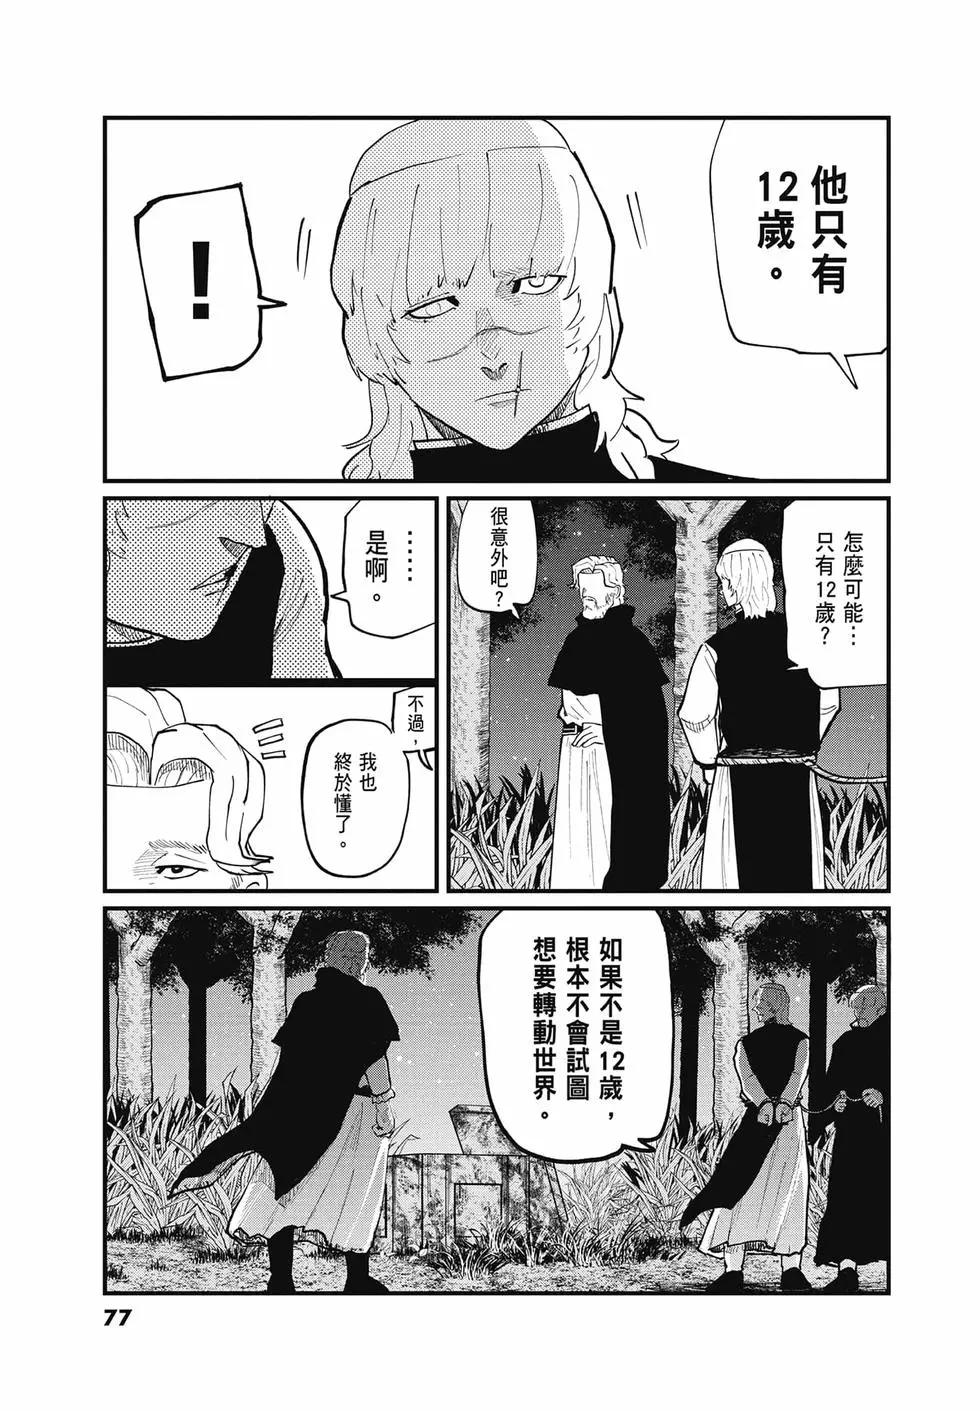 他只有
12歲。
！
怎麼可能…
只有12歲？
很意外吧？
……
是啊。
不過，
我也
終於懂了。
如果不是12歲，
根本不會試圖
想要轉動世界。
77